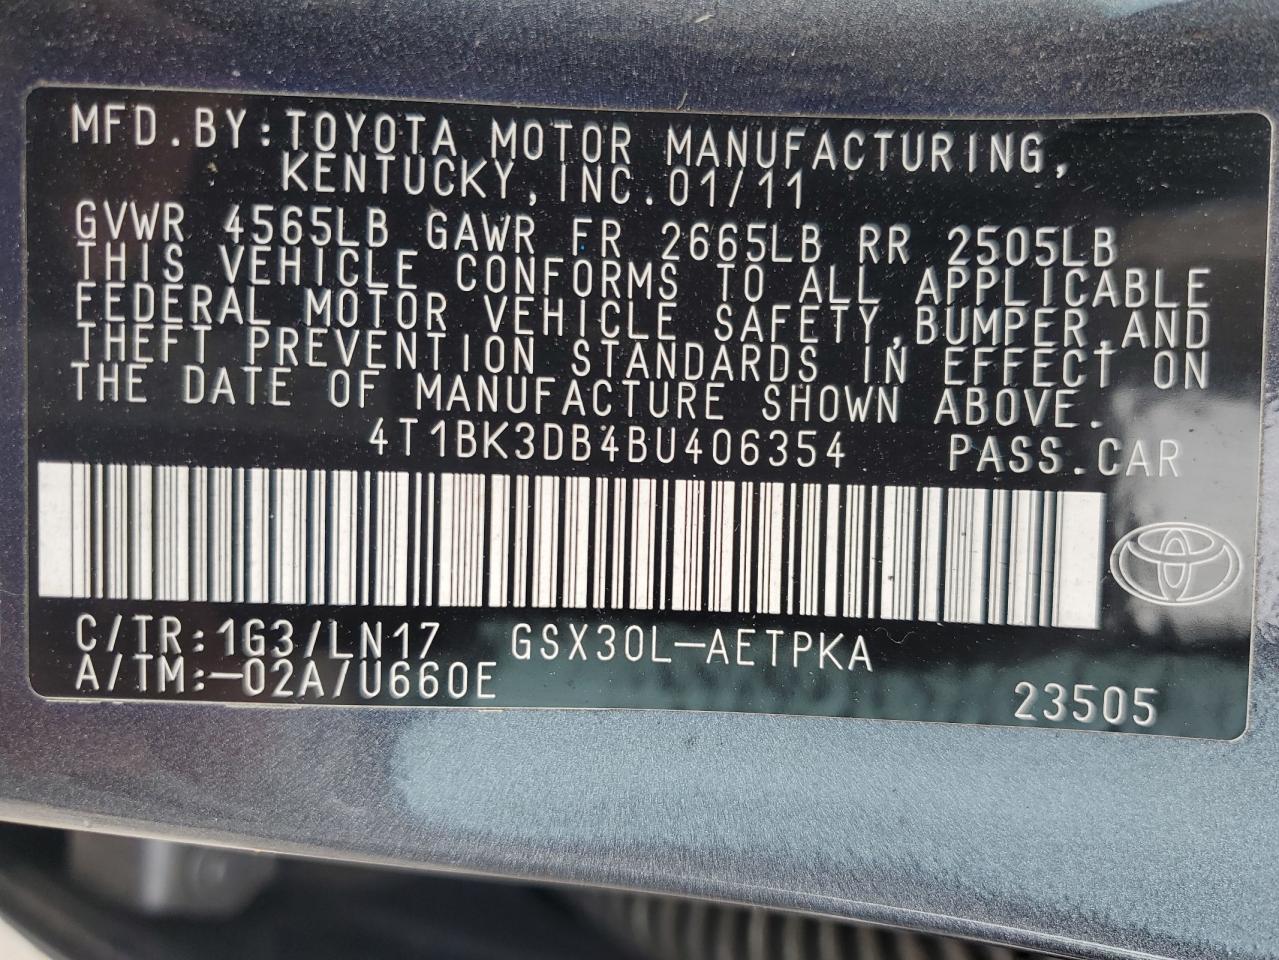 MFD.BY:TOYOTA MOTOR MANUFACTURING,
KENTUCKY,INC.01/11
GVWR 4565LB GAWR FR 2665LB RR 2505LB
THIS VEHICLE CONFORMS TO ALL APPLICABLE
FEDERAL MOTOR VEHICLE SAFETY,BUMPER,AND
THEFT PREVENTION STANDARDS IN EFFECT ON
THE DATE OF MANUFACTURE SHOWN ABOVE.
4T1BK3DB4BU406354 PASS.CAR
C/TR:1G3/LN17 GSX30L-AETPKA
A/TM:-02A/U660E
23505